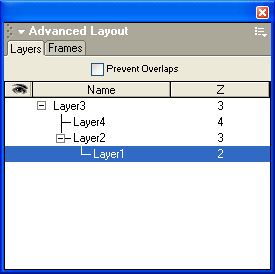 Advanced Layout
Layers Frames
Prevent Overlaps
Name Z
Layer3 3
Layer4 4
Layer2 3
Layer1 2